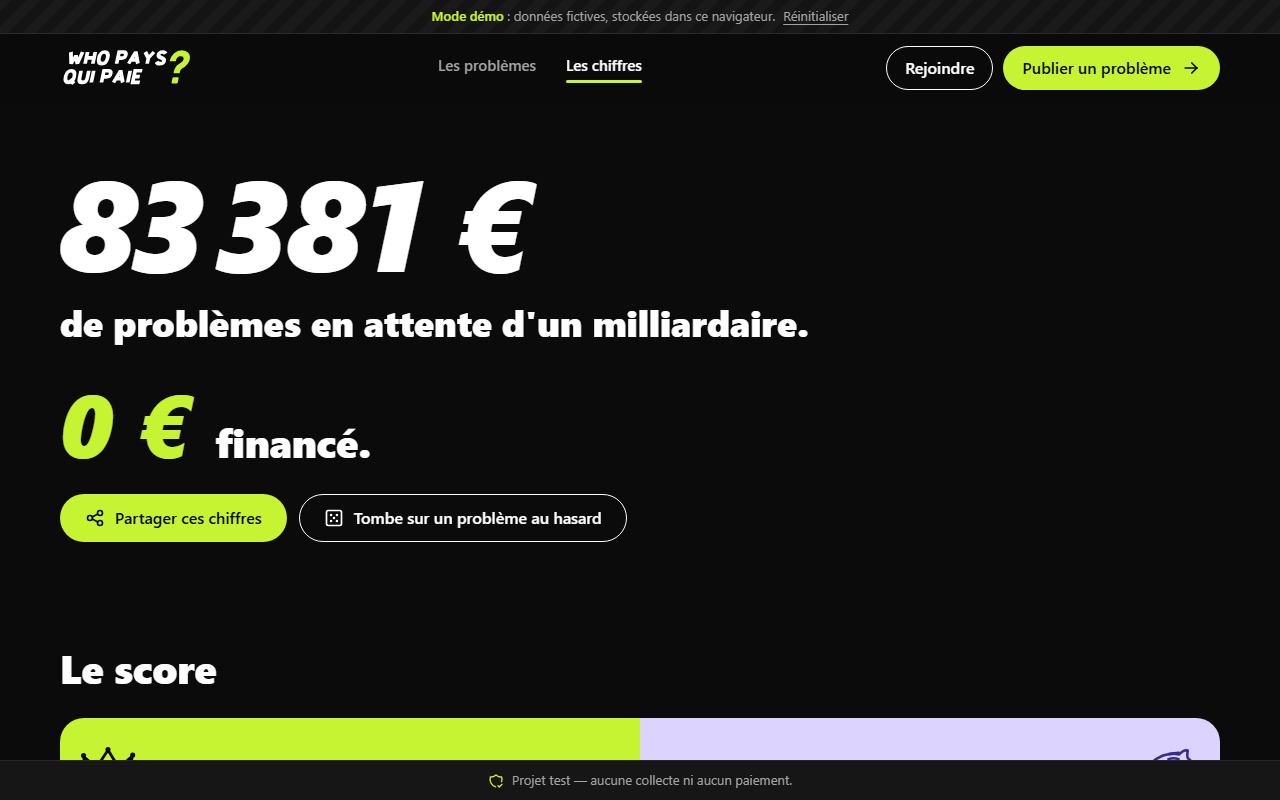 Mode démo : données fictives, stockées dans ce navigateur. Réinitialiser
WHO PAYS
QUI PAIE ?
Les problèmes
Les chiffres
Rejoindre
Publier un problème
83 381 €
de problèmes en attente d'un milliardaire.
0 € financé.
Partager ces chiffres
Tombe sur un problème au hasard
Le score
Projet test — aucune collecte ni aucun paiement.